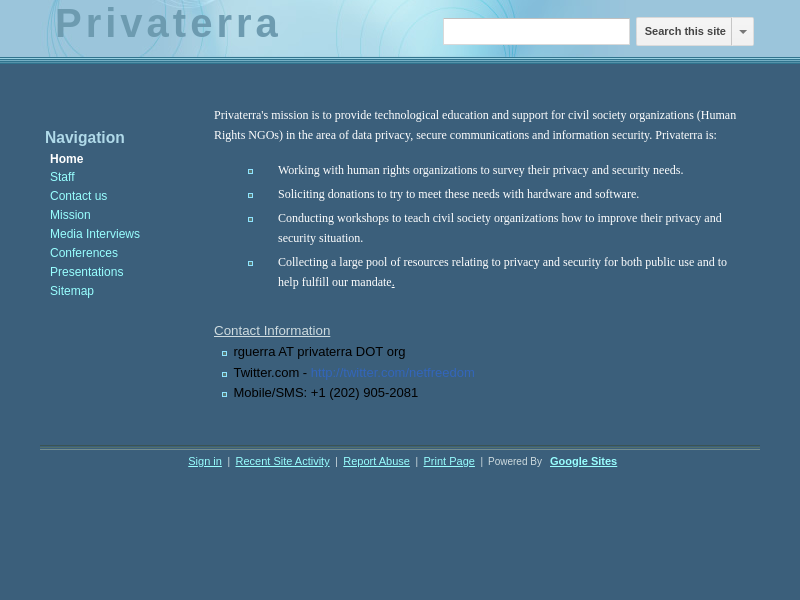 Privaterra
Search this site
Navigation
Home
Staff
Contact us
Mission
Media Interviews
Conferences
Presentations
Sitemap
Privaterra's mission is to provide technological education and support for civil society organizations (Human
Rights NGOs) in the area of data privacy, secure communications and information security. Privaterra is:
Working with human rights organizations to survey their privacy and security needs.
Soliciting donations to try to meet these needs with hardware and software.
Conducting workshops to teach civil society organizations how to improve their privacy and
security situation.
Collecting a large pool of resources relating to privacy and security for both public use and to
help fulfill our mandate.
Contact Information
rguerra AT privaterra DOT org
Twitter.com - http://twitter.com/netfreedom
Mobile/SMS: +1 (202) 905-2081
Sign in | Recent Site Activity | Report Abuse | Print Page | Powered By Google Sites